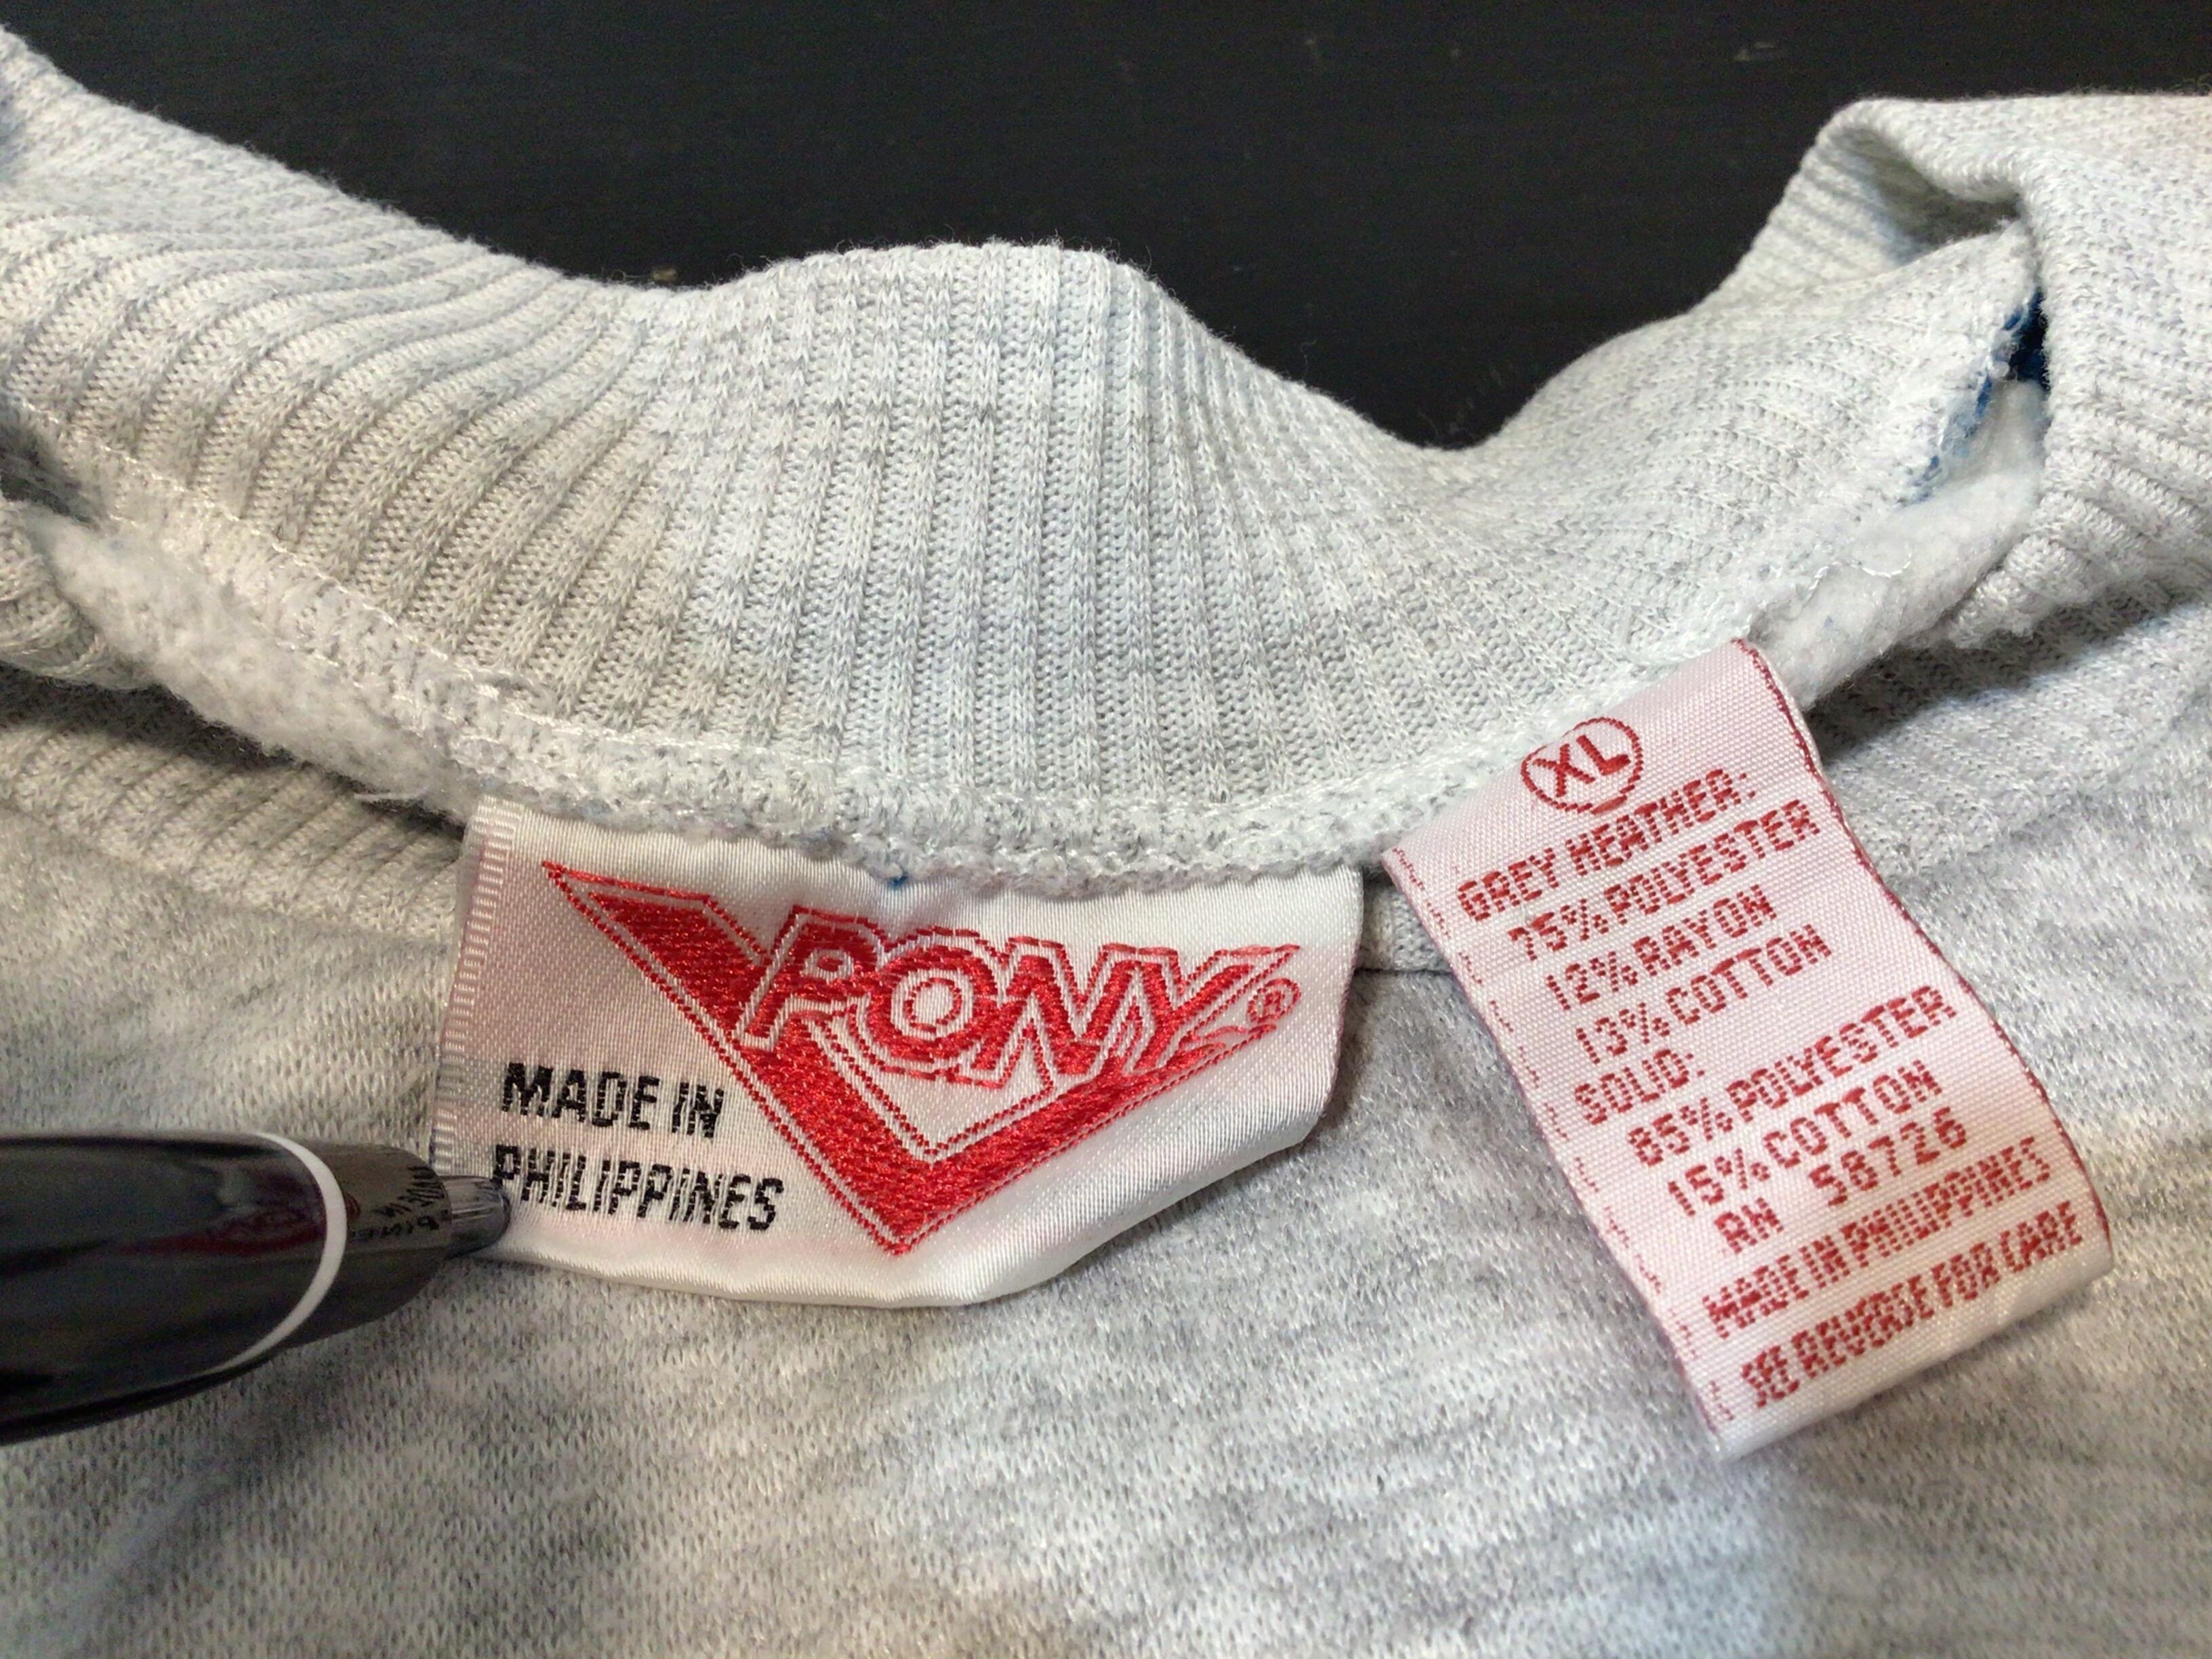 PONY®
MADE IN
PHILIPPINES
XL
GREY HEATHER:
75% POLYESTER
12% RAYON
13% COTTON
SOLID:
85% POLYESTER
15% COTTON
RN 58726
MADE IN PHILIPPINES
SEE REVERSE FOR CARE